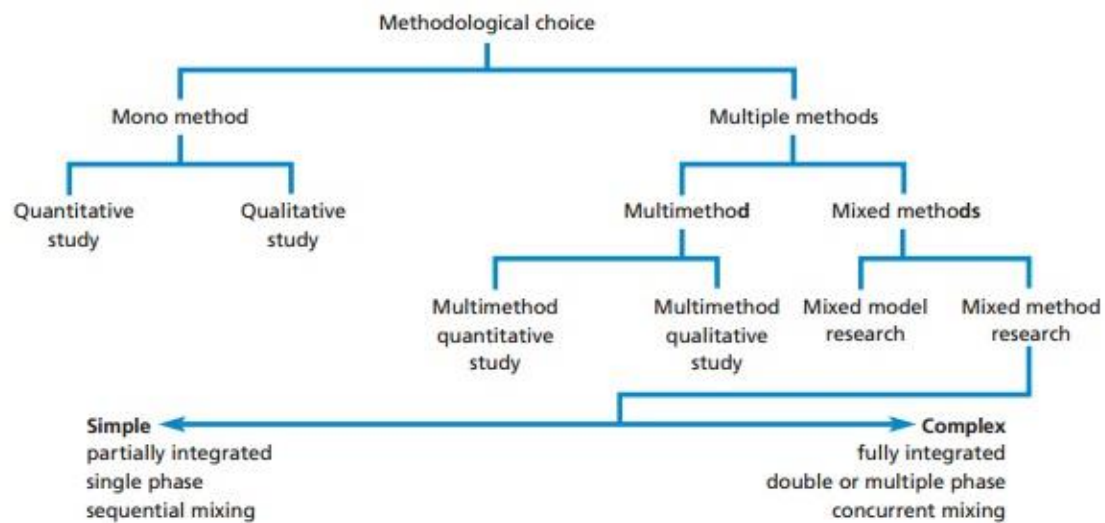 Methodological choice
Mono method
Multiple methods
Quantitative
study
Qualitative
study
Multimethod
Mixed methods
Multimethod
quantitative
study
Multimethod
qualitative
study
Mixed model
research
Mixed method
research
Simple
partially integrated
single phase
sequential mixing
Complex
fully integrated
double or multiple phase
concurrent mixing